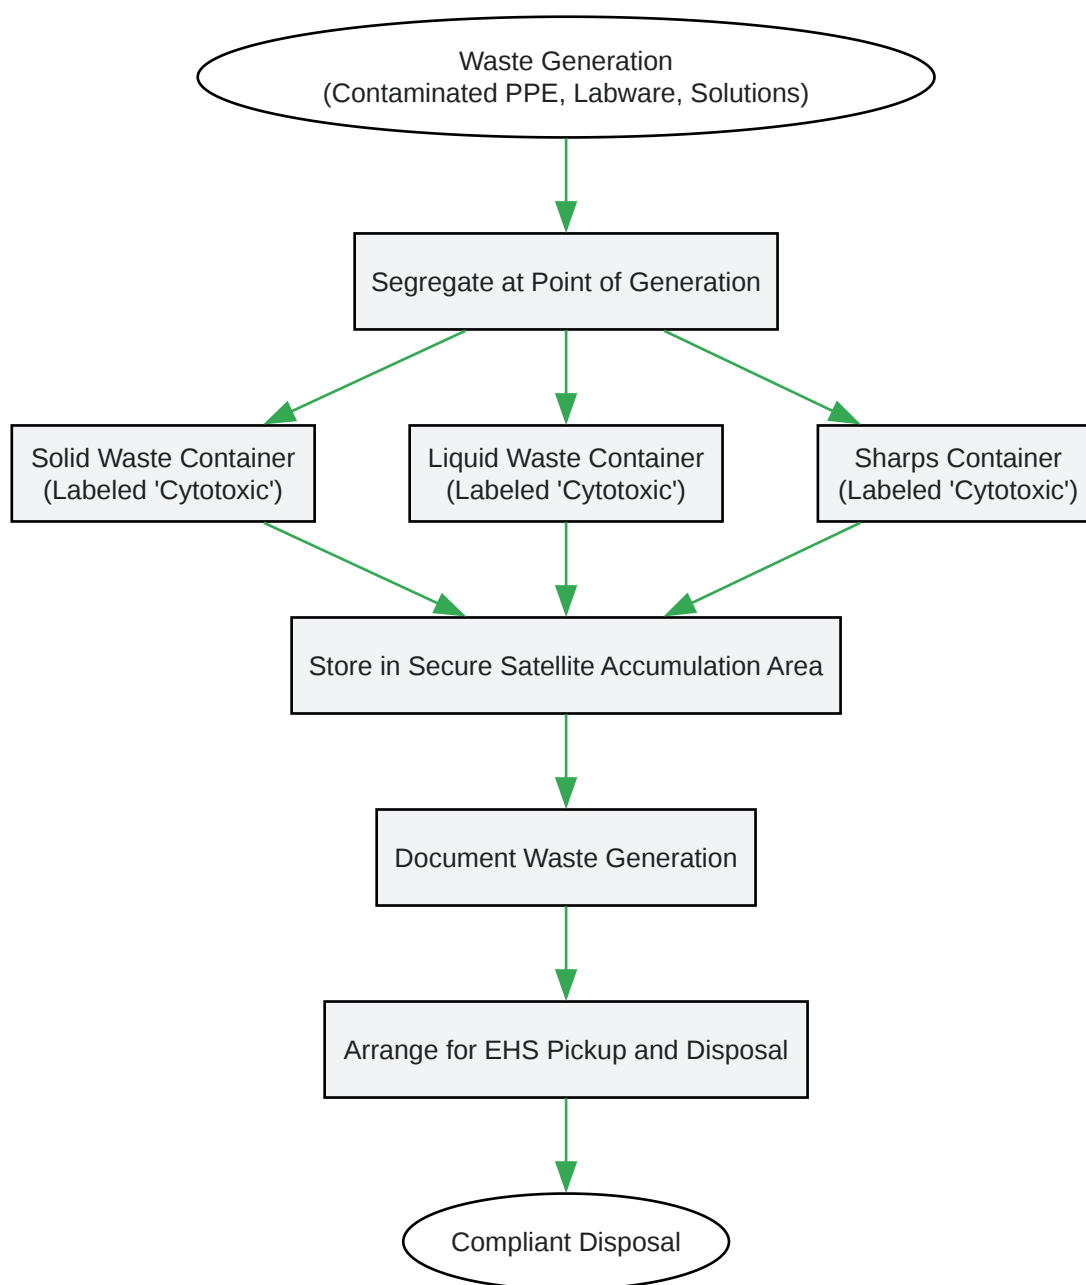 Waste Generation
(Contaminated PPE, Labware, Solutions)
Segregate at Point of Generation
Solid Waste Container
(Labeled 'Cytotoxic')
Liquid Waste Container
(Labeled 'Cytotoxic')
Sharps Container
(Labeled 'Cytotoxic')
Store in Secure Satellite Accumulation Area
Document Waste Generation
Arrange for EHS Pickup and Disposal
Compliant Disposal